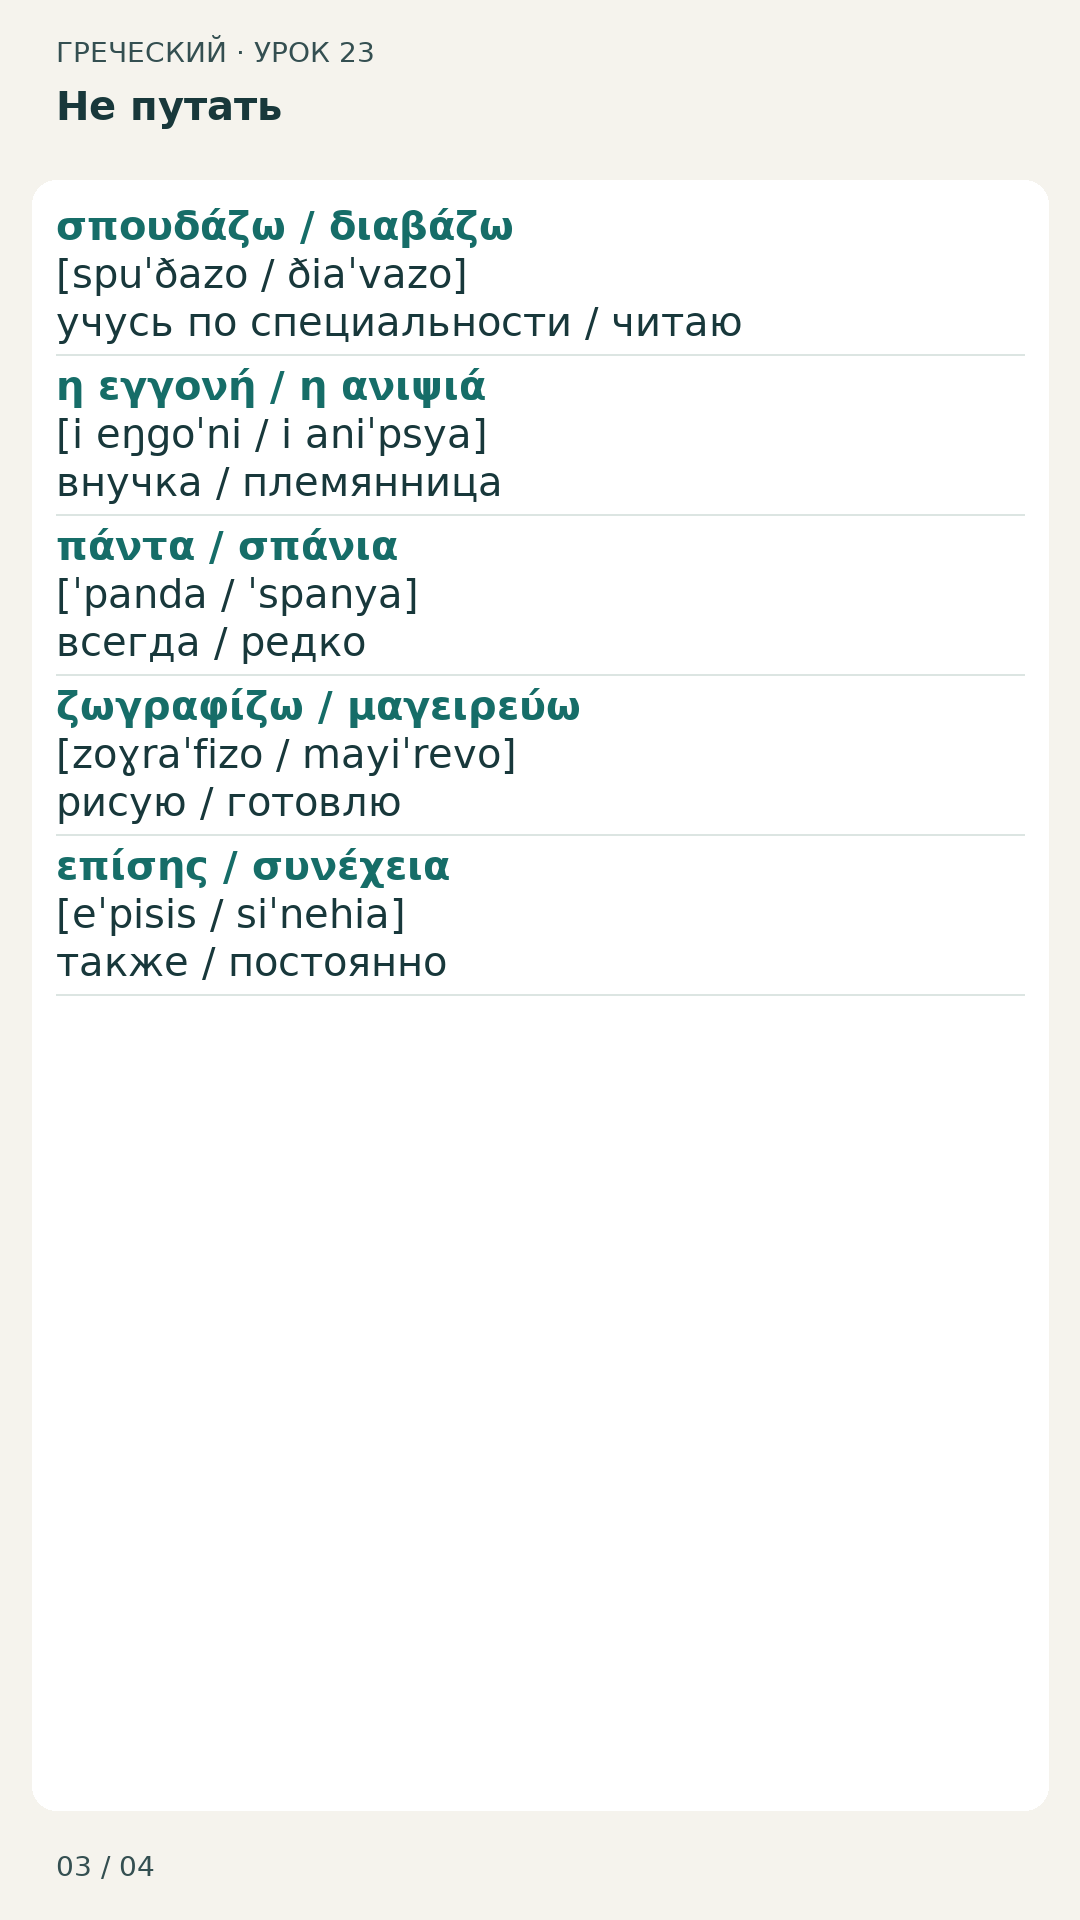 ГРЕЧЕСКИЙ · УРОК 23
Не путать
σπουδάζω / διαβάζω
[spuˈðazo / ðiaˈvazo]
учусь по специальности / читаю
η εγγονή / η ανιψιά
[i eŋgoˈni / i aniˈpsya]
внучка / племянница
πάντα / σπάνια
[ˈpanda / ˈspanya]
всегда / редко
ζωγραφίζω / μαγειρεύω
[zoɣraˈfizo / mayiˈrevo]
рисую / готовлю
επίσης / συνέχεια
[eˈpisis / siˈnehia]
также / постоянно
03 / 04